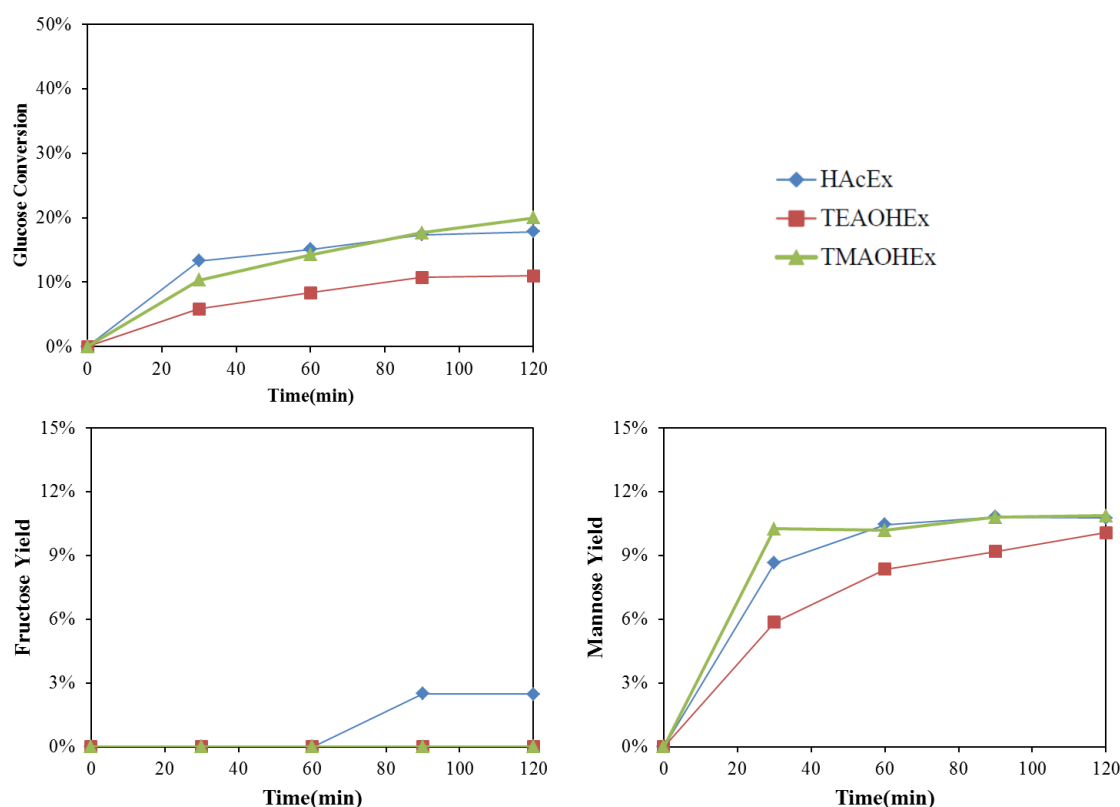 50%
40%
30%
20%
10%
0%
Glucose Conversion
0 20 40 60 80 100 120
Time(min)
HAcEx
TEAOHEx
TMAOHEx
15%
12%
9%
6%
3%
0%
Fructose Yield
0 20 40 60 80 100 120
Time(min)
15%
12%
9%
6%
3%
0%
Mannose Yield
0 20 40 60 80 100 120
Time(min)